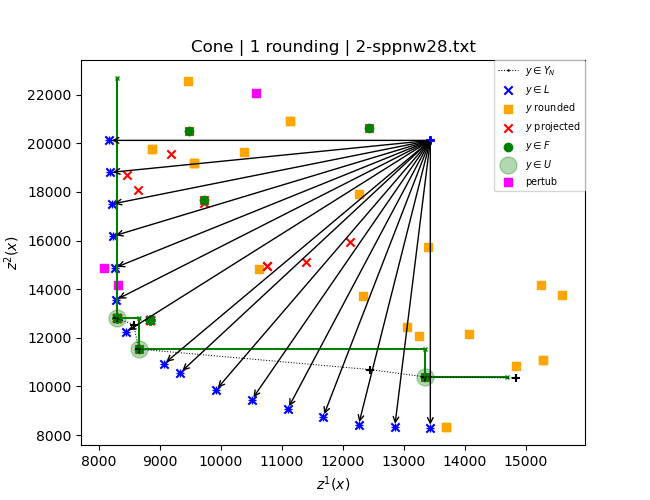 Cone | 1 rounding | 2-sppnw28.txt
y ∈ Y_N
y ∈ L
y rounded
y projected
y ∈ F
y ∈ U
pertub
22000
20000
18000
16000
14000
12000
10000
8000
z²(x)
8000 9000 10000 11000 12000 13000 14000 15000
z¹(x)